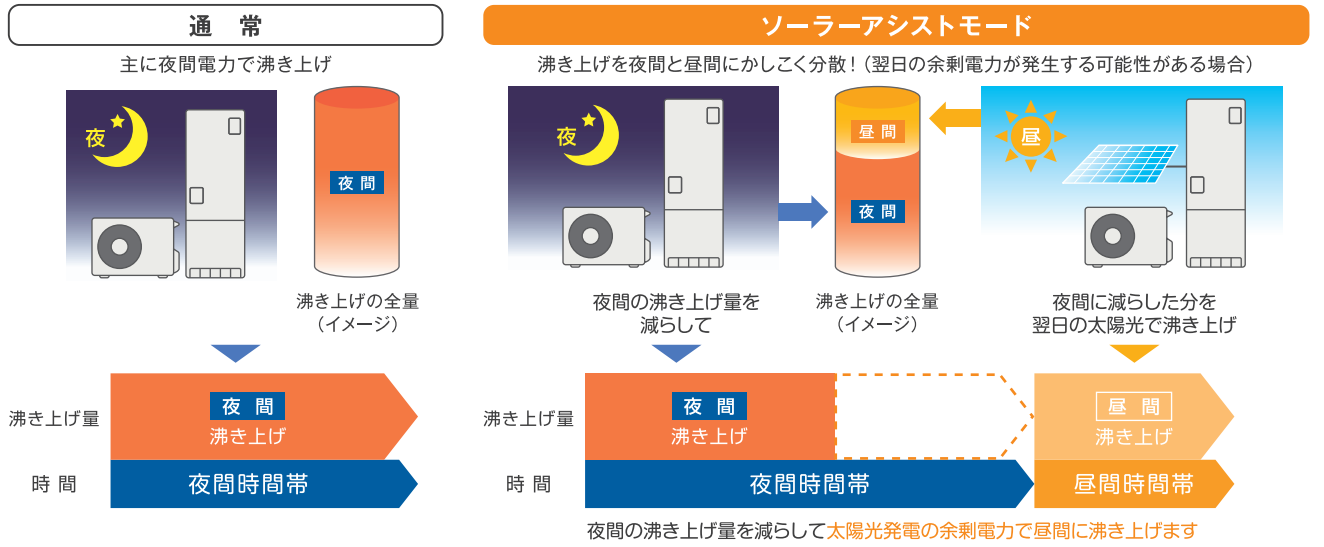 通常
主に夜間電力で沸き上げ
夜
夜間
沸き上げの全量
（イメージ）
沸き上げ量
夜間
沸き上げ
時間
夜間時間帯
ソーラーアシストモード
沸き上げを夜間と昼間にかしこく分散！（翌日の余剰電力が発生する可能性がある場合）
夜
昼間
夜間
昼
夜間の沸き上げ量を
減らして
沸き上げの全量
（イメージ）
夜間に減らした分を
翌日の太陽光で沸き上げ
沸き上げ量
夜間
沸き上げ
昼間
沸き上げ
時間
夜間時間帯
昼間時間帯
夜間の沸き上げ量を減らして太陽光発電の余剰電力で昼間に沸き上げます